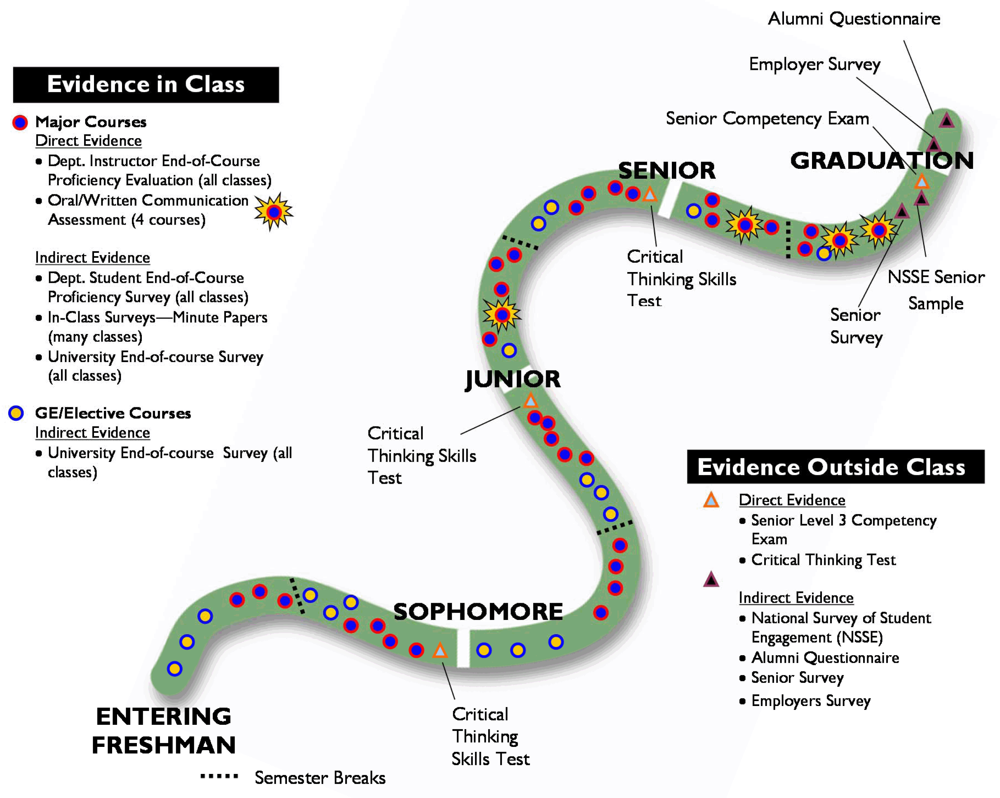 Alumni Questionnaire
Employer Survey
Senior Competency Exam
GRADUATION
SENIOR
Critical
Thinking Skills
Test
NSSE Senior
Sample
Senior
Survey
Evidence in Class
Major Courses
Direct Evidence
• Dept. Instructor End-of-Course
Proficiency Evaluation (all classes)
• Oral/Written Communication
Assessment (4 courses)
Indirect Evidence
• Dept. Student End-of-Course
Proficiency Survey (all classes)
• In-Class Surveys—Minute Papers
(many classes)
• University End-of-course Survey
(all classes)
GE/Elective Courses
Indirect Evidence
• University End-of-course Survey (all
classes)
JUNIOR
Critical
Thinking Skills
Test
Evidence Outside Class
Direct Evidence
• Senior Level 3 Competency
Exam
• Critical Thinking Test
Indirect Evidence
• National Survey of Student
Engagement (NSSE)
• Alumni Questionnaire
• Senior Survey
• Employers Survey
SOPHOMORE
Critical
Thinking
Skills Test
ENTERING
FRESHMAN
Semester Breaks